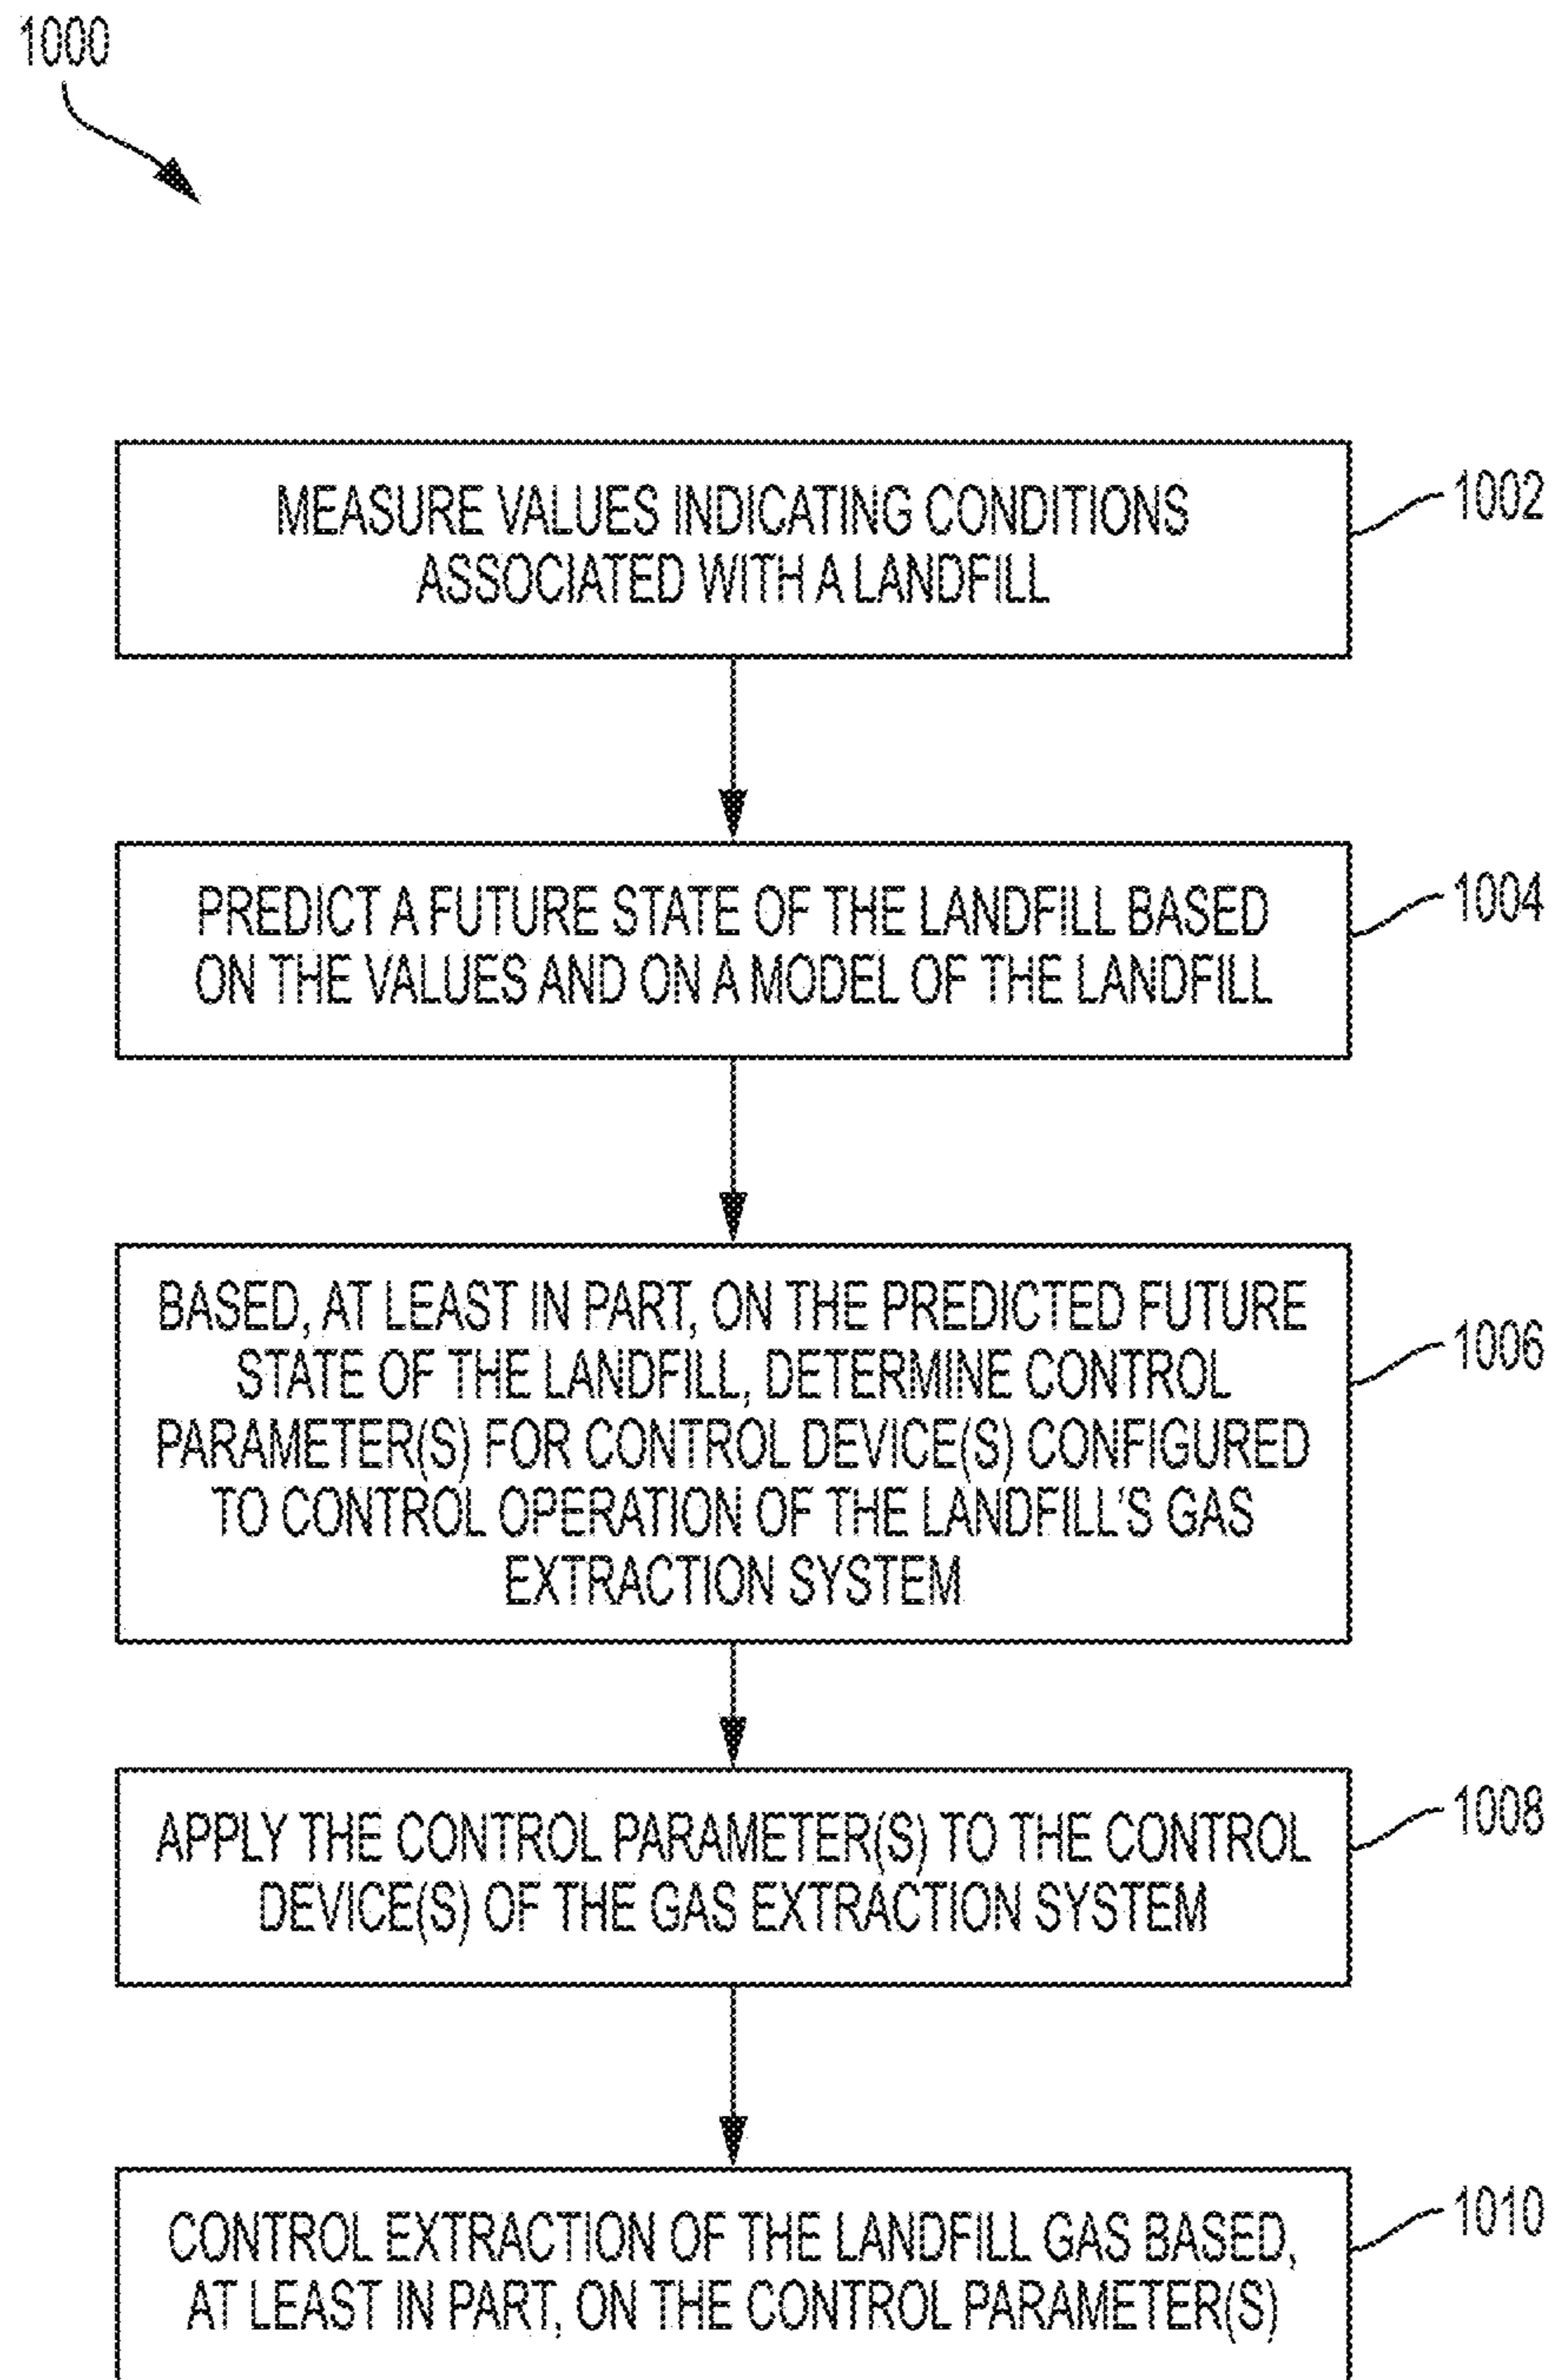 1000
MEASURE VALUES INDICATING CONDITIONS
ASSOCIATED WITH A LANDFILL
1002
PREDICT A FUTURE STATE OF THE LANDFILL BASED
ON THE VALUES AND ON A MODEL OF THE LANDFILL
1004
BASED, AT LEAST IN PART, ON THE PREDICTED FUTURE
STATE OF THE LANDFILL, DETERMINE CONTROL
PARAMETER(S) FOR CONTROL DEVICE(S) CONFIGURED
TO CONTROL OPERATION OF THE LANDFILL'S GAS
EXTRACTION SYSTEM
1006
APPLY THE CONTROL PARAMETER(S) TO THE CONTROL
DEVICE(S) OF THE GAS EXTRACTION SYSTEM
1008
CONTROL EXTRACTION OF THE LANDFILL GAS BASED,
AT LEAST IN PART, ON THE CONTROL PARAMETER(S)
1010